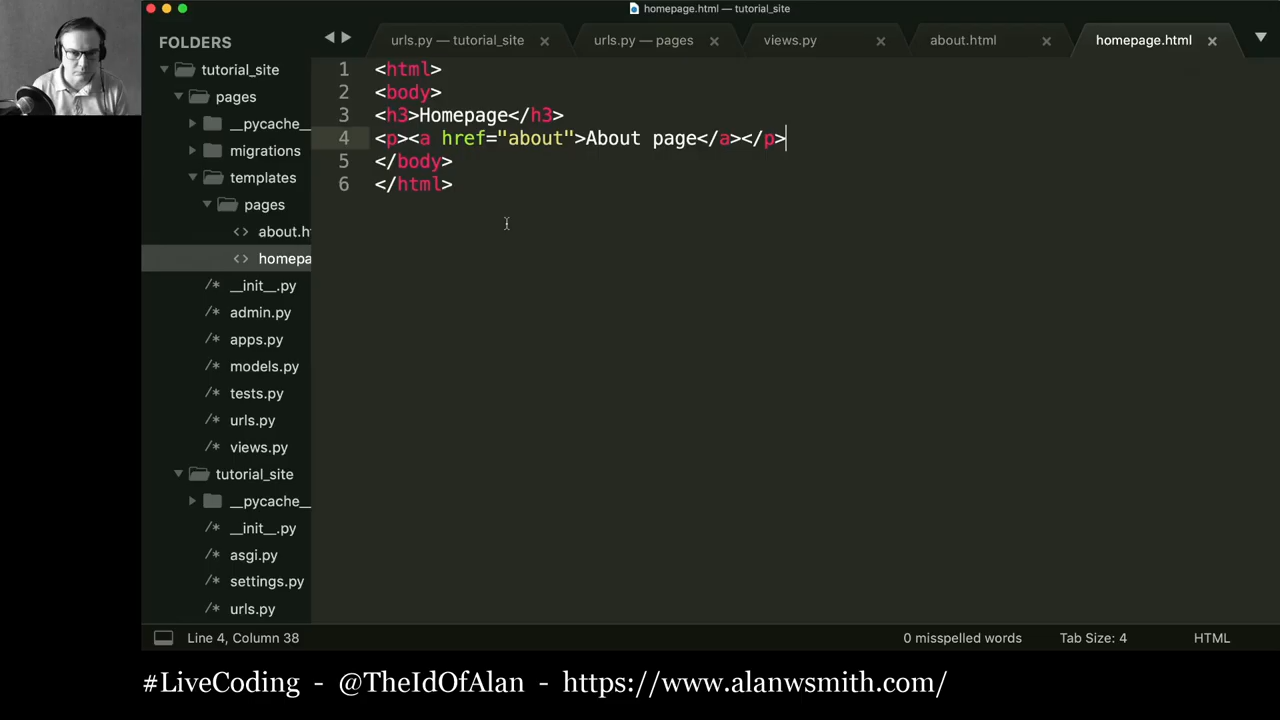 homepage.html — tutorial_site
FOLDERS
urls.py — tutorial_site
urls.py — pages
views.py
about.html
homepage.html
tutorial_site
pages
__pycache_
migrations
templates
pages
about.h
homepa
__init__.py
admin.py
apps.py
models.py
tests.py
urls.py
views.py
tutorial_site
__pycache_
__init__.py
asgi.py
settings.py
urls.py
1 <html>
2 <body>
3 <h3>Homepage</h3>
4 <p><a href="about">About page</a></p>
5 </body>
6 </html>
Line 4, Column 38
0 misspelled words
Tab Size: 4
HTML
#LiveCoding - @TheIdOfAlan - https://www.alanwsmith.com/